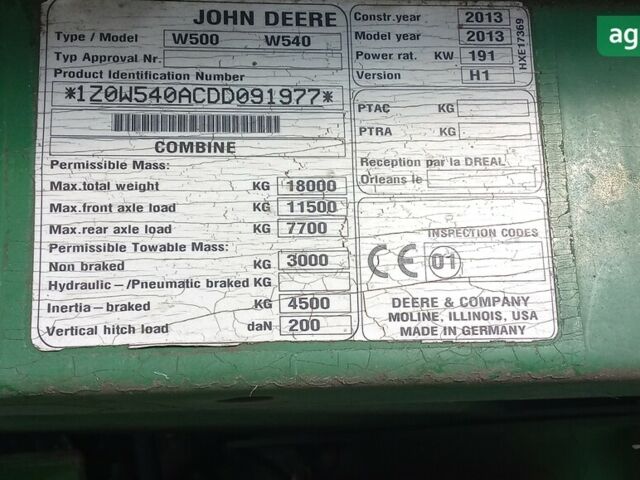 JOHN DEERE
Type / Model W500 W540
Typ Approval Nr.
Product Identification Number
*1Z0W540ACDD091977*
COMBINE
Permissible Mass:
Max.total weight KG 18000
Max.front axle load KG 11500
Max.rear axle load KG 7700
Permissible Towable Mass:
Non braked KG 3000
Hydraulic-/Pneumatic braked KG
Inertia-braked KG 4500
Vertical hitch load daN 200
Constr.year 2013
Model year 2013
Power rat. KW 191
Version H1
HXE17369
PTAC KG
PTRA KG
Reception par la DREAL
Orleans le
INSPECTION CODES
CE 01
DEERE & COMPANY
MOLINE, ILLINOIS, USA
MADE IN GERMANY
ag